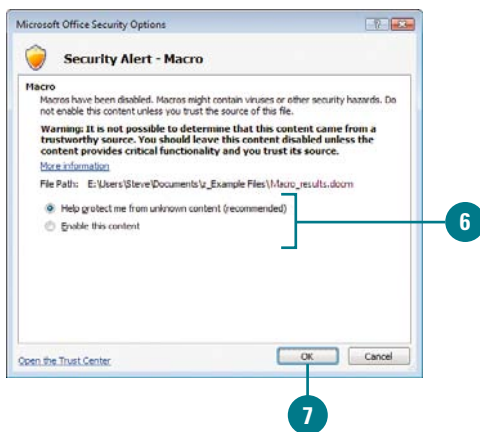 Microsoft Office Security Options
Security Alert - Macro
Macro
Macros have been disabled. Macros might contain viruses or other security hazards. Do
not enable this content unless you trust the source of this file.
Warning: It is not possible to determine that this content came from a
trustworthy source. You should leave this content disabled unless the
content provides critical functionality and you trust its source.
More information
File Path: E:\Users\Steve\Documents\z_Example Files\Macro_results.docm
Help protect me from unknown content (recommended)
Enable this content
6
Open the Trust Center
OK
Cancel
7